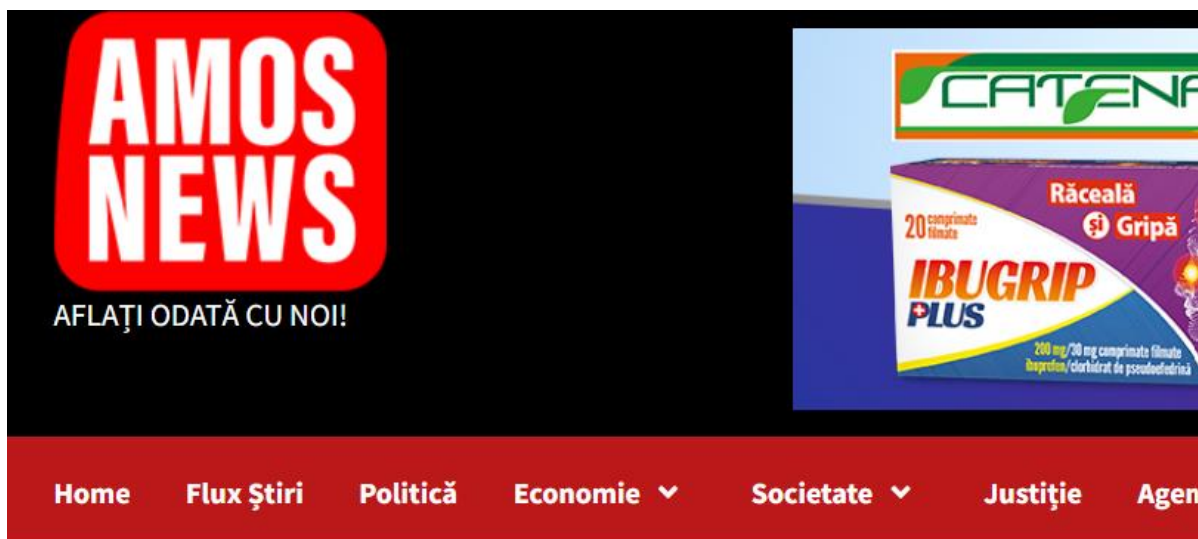 AMOS
NEWS
AFLAȚI ODATĂ CU NOI!
CATENA
Răceală
și Gripă
20 comprimate
filmate
IBUGRIP
PLUS
200 mg/30 mg comprimate filmate
ibuprofen/clorhidrat de pseudoefedrină
Home Flux Știri Politică Economie Societate Justiție Agen